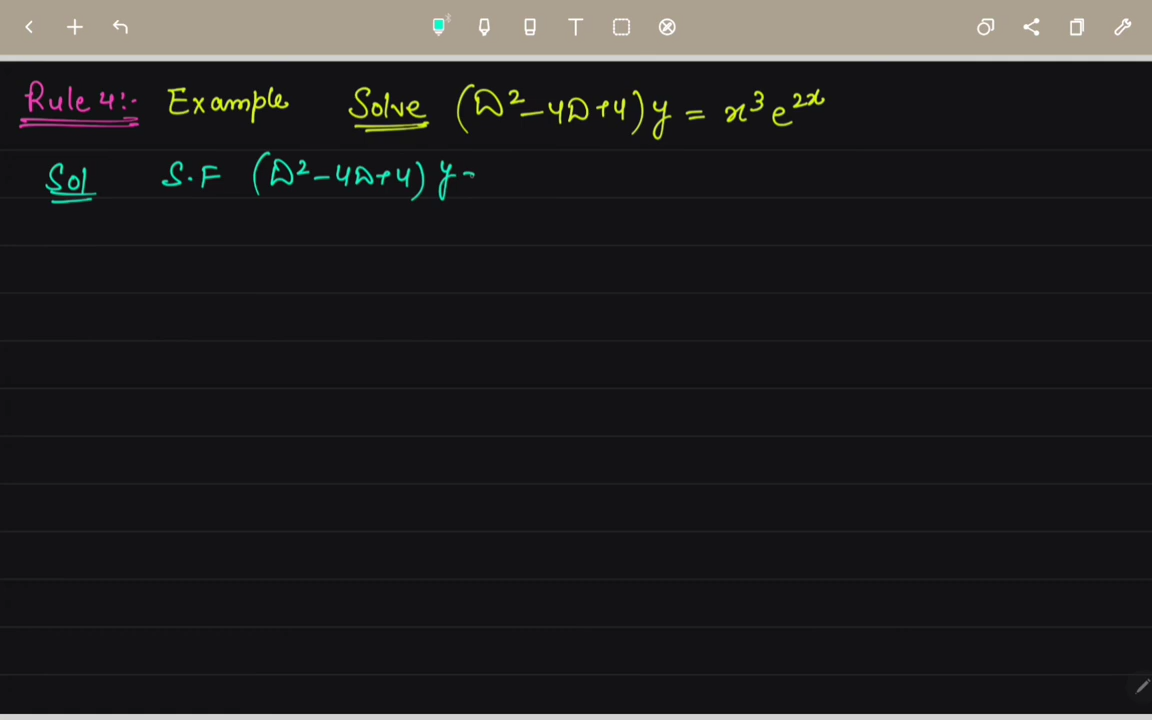 Rule 4:- Example Solve (D²-4D+4)y = x³e²ˣ
Sol S.F (D²-4D+4) y -